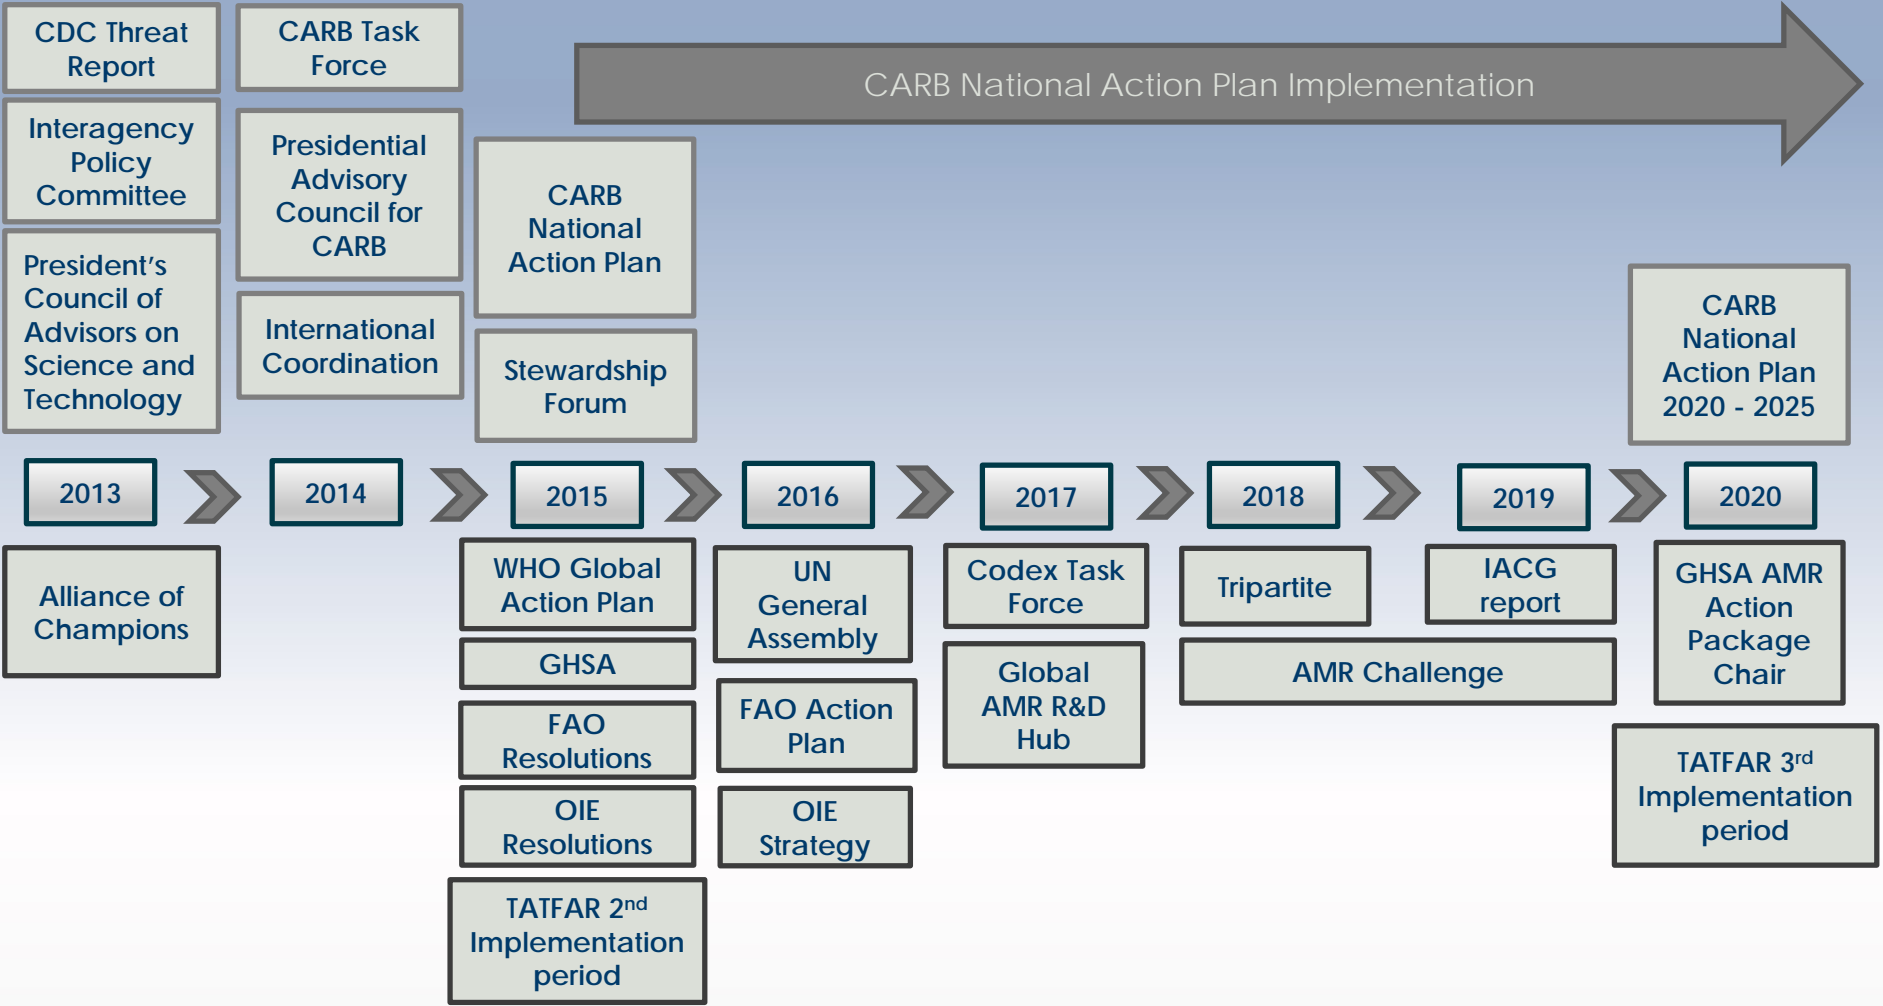 CDC Threat
Report
Interagency
Policy
Committee
President's
Council of
Advisors on
Science and
Technology
CARB Task
Force
Presidential
Advisory
Council for
CARB
International
Coordination
CARB National Action Plan Implementation
CARB
National
Action Plan
Stewardship
Forum
CARB
National
Action Plan
2020 - 2025
2013
2014
2015
2016
2017
2018
2019
2020
Alliance of
Champions
WHO Global
Action Plan
GHSA
FAO
Resolutions
OIE
Resolutions
TATFAR 2nd
Implementation
period
UN
General
Assembly
FAO Action
Plan
OIE
Strategy
Codex Task
Force
Global
AMR R&D
Hub
Tripartite
IACG
report
AMR Challenge
GHSA AMR
Action
Package
Chair
TATFAR 3rd
Implementation
period